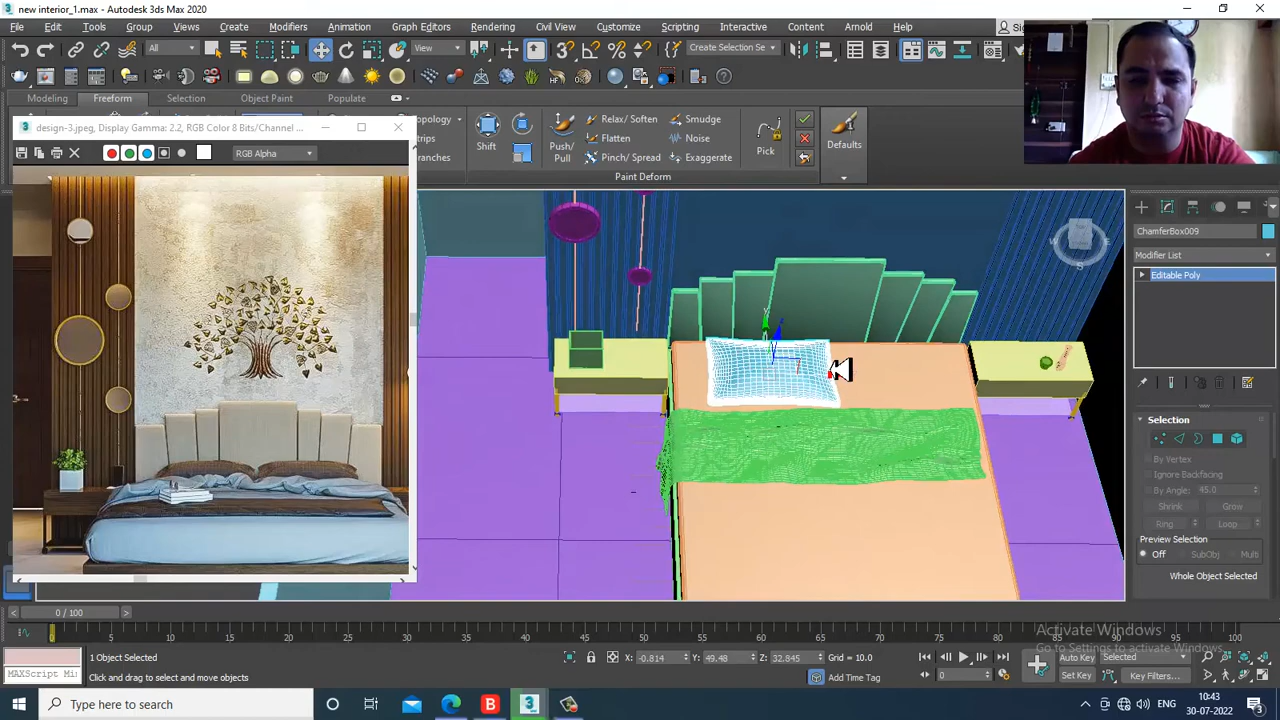 new interior_1.max - Autodesk 3ds Max 2020
File Edit Tools Group Views Create Modifiers Animation Graph Editors Rendering Civil View Customize Scripting Interactive Content Arnold Help
All View Create Selection Se
Modeling Freeform Selection Object Paint Populate
design-3.jpeg, Display Gamma: 2.2, RGB Color 8 Bits/Channel ...
RGB Alpha
Shift
Push/
Pull
Relax/ Soften
Flatten
Pinch/ Spread
Smudge
Noise
Exaggerate
Pick
Defaults
Paint Deform
ChamferBox009
Modifier List
Editable Poly
Selection
By Vertex
Ignore Backfacing
By Angle: 45.0
Shrink Grow
Ring Loop
Preview Selection
Off SubObj Multi
Whole Object Selected
0 / 100
0 5 10 15 20 25 30 35 40 45 50 55 60 65 70 75 80 85 90 95 100
Activate Windows
Go to Settings to activate Windows.
MAXScript Mi
1 Object Selected
Click and drag to select and move objects
X: -0.814 Y: 49.48 Z: 32.845 Grid = 10.0
Add Time Tag
0
Auto Key Selected
Set Key Key Filters...
Type here to search
ENG
10:43
30-07-2022
3